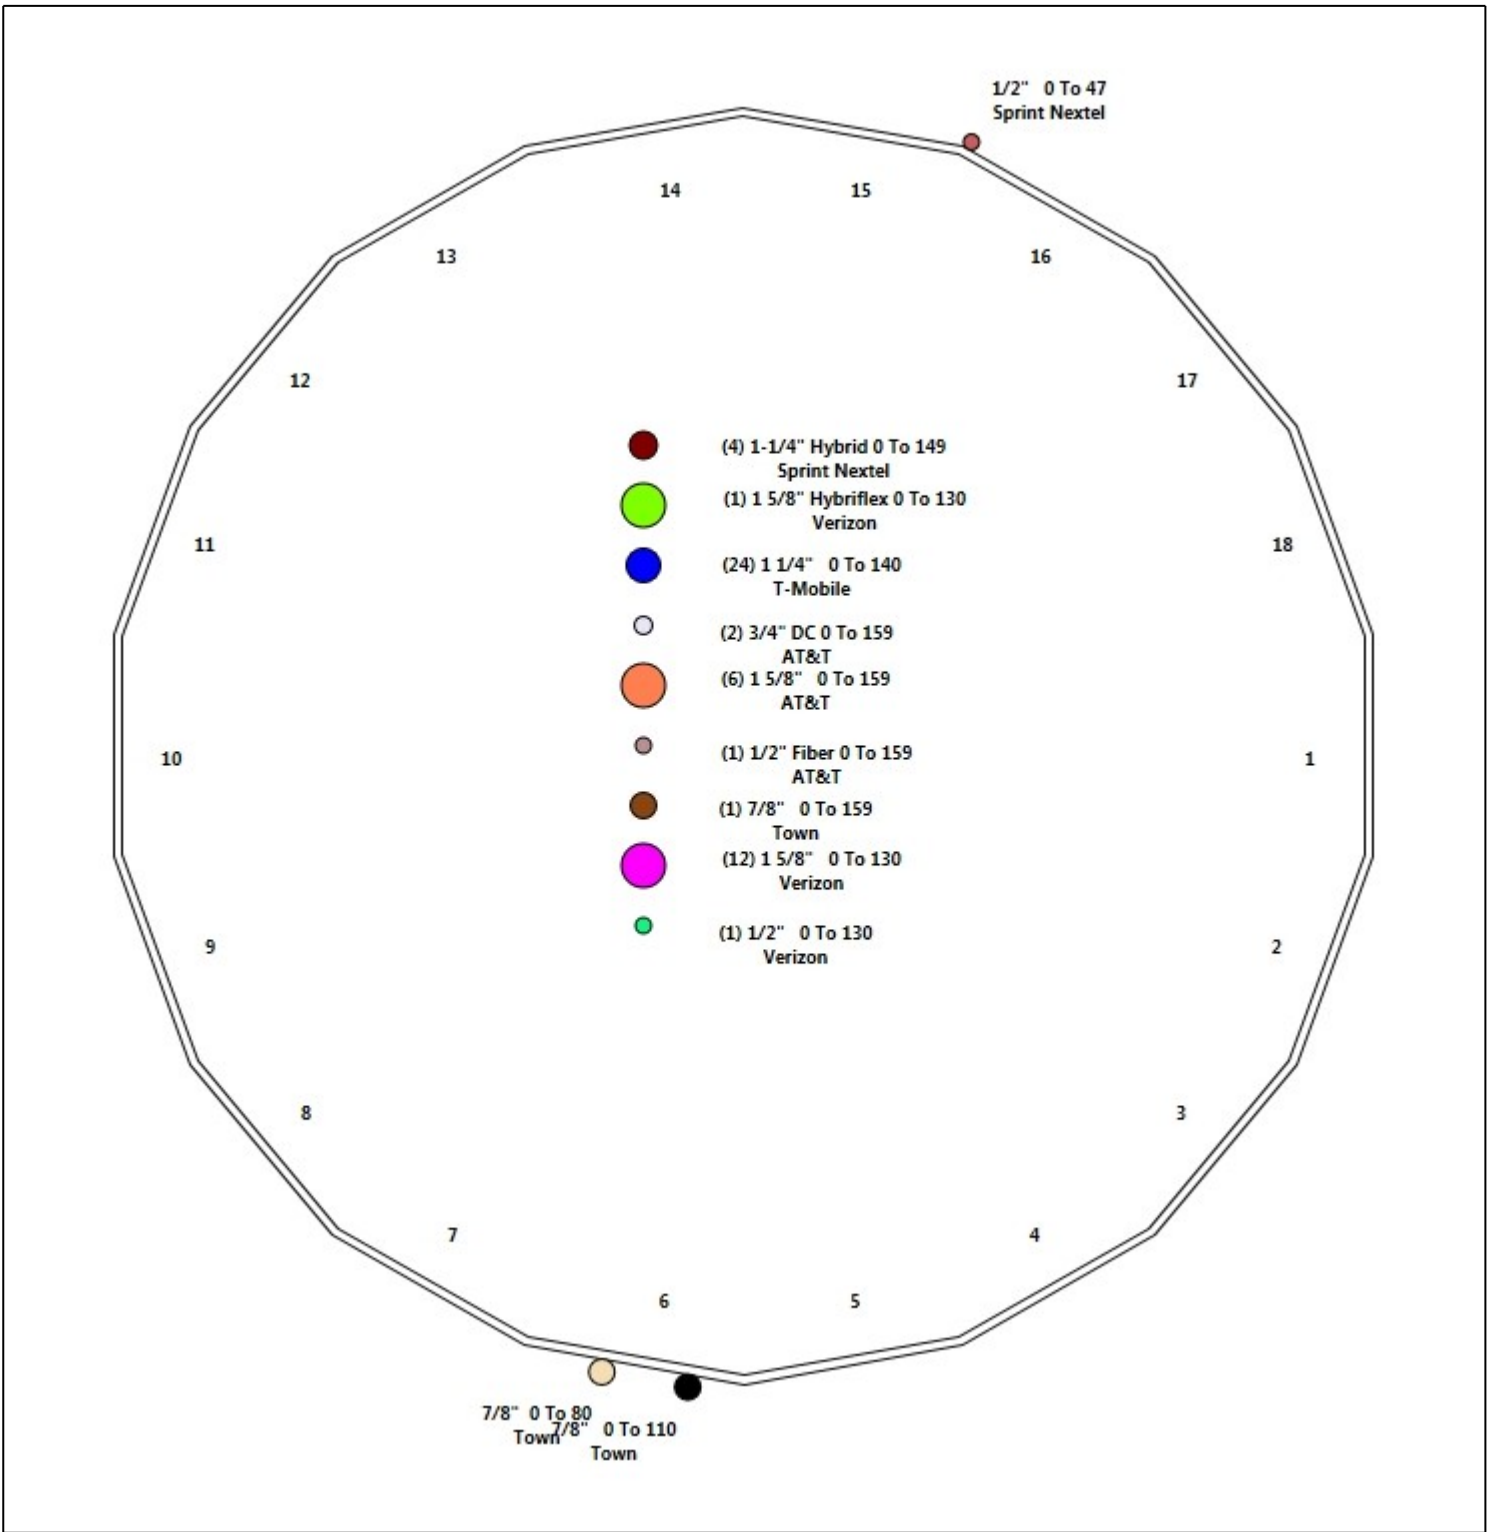 1/2" 0 To 47
Sprint Nextel
14
15
13
16
12
17
(4) 1-1/4" Hybrid 0 To 149
Sprint Nextel
(1) 1 5/8" Hybriflex 0 To 130
Verizon
11
18
(24) 1 1/4" 0 To 140
T-Mobile
(2) 3/4" DC 0 To 159
AT&T
(6) 1 5/8" 0 To 159
AT&T
10
1
(1) 1/2" Fiber 0 To 159
AT&T
(1) 7/8" 0 To 159
Town
(12) 1 5/8" 0 To 130
Verizon
(1) 1/2" 0 To 130
Verizon
9
2
8
3
7
4
6
5
7/8" 0 To 80
Town
7/8" 0 To 110
Town